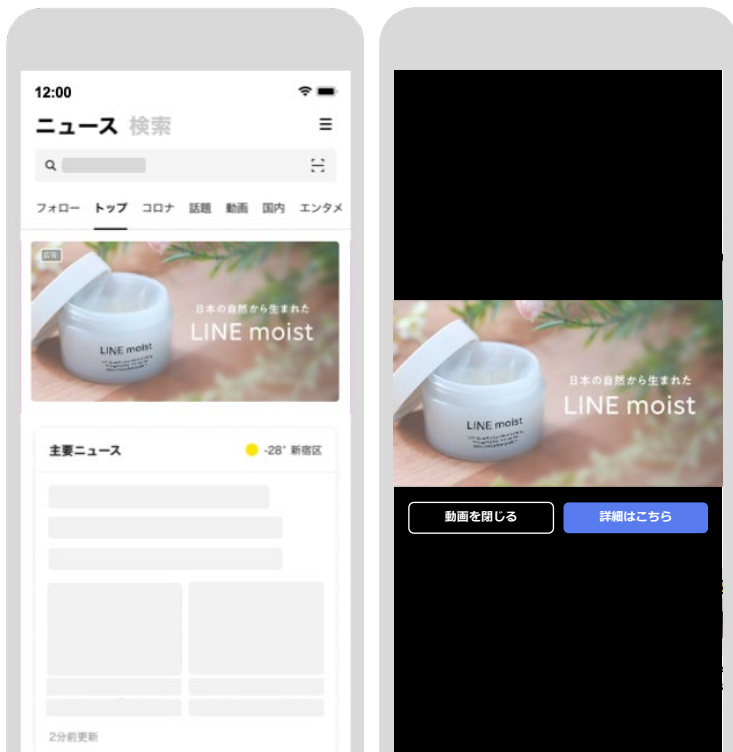 12:00
ニュース 検索
フォロー トップ コロナ 話題 動画 国内 エンタメ
広告
日本の自然から生まれた
LINE moist
LINE moist
主要ニュース
-28° 新宿区
2分前更新
日本の自然から生まれた
LINE moist
LINE moist
動画を閉じる
詳細はこちら